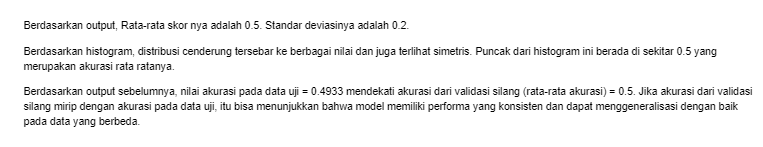 Berdasarkan output, Rata-rata skor nya adalah 0.5. Standar deviasinya adalah 0.2.
Berdasarkan histogram, distribusi cenderung tersebar ke berbagai nilai dan juga terlihat simetris. Puncak dari histogram ini berada di sekitar 0.5 yang
merupakan akurasi rata ratanya.
Berdasarkan output sebelumnya, nilai akurasi pada data uji = 0.4933 mendekati akurasi dari validasi silang (rata-rata akurasi) = 0.5. Jika akurasi dari validasi
silang mirip dengan akurasi pada data uji, itu bisa menunjukkan bahwa model memiliki performa yang konsisten dan dapat menggeneralisasi dengan baik
pada data yang berbeda.